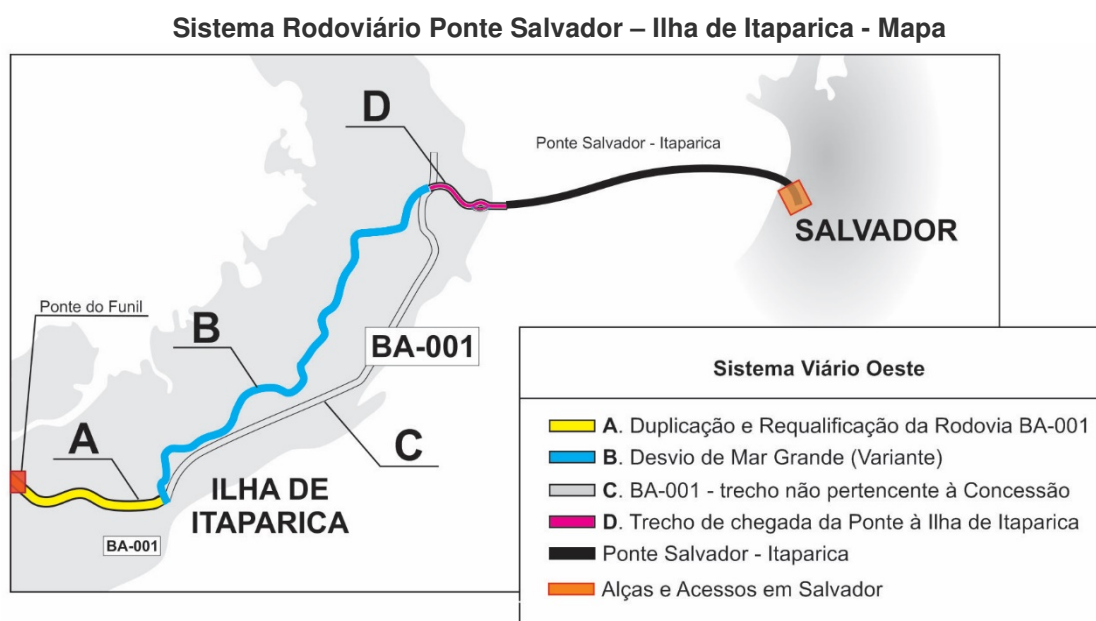 Sistema Rodoviário Ponte Salvador – Ilha de Itaparica - Mapa
D
Ponte Salvador - Itaparica
SALVADOR
Ponte do Funil
B
BA-001
A
C
ILHA DE
ITAPARICA
BA-001
Sistema Viário Oeste
A. Duplicação e Requalificação da Rodovia BA-001
B. Desvio de Mar Grande (Variante)
C. BA-001 - trecho não pertencente à Concessão
D. Trecho de chegada da Ponte à Ilha de Itaparica
Ponte Salvador - Itaparica
Alças e Acessos em Salvador